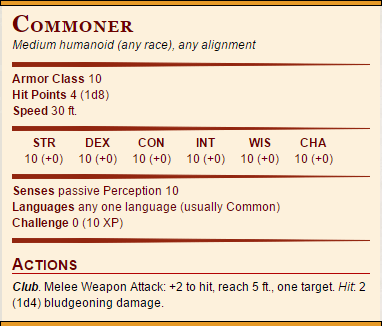 Commoner
Medium humanoid (any race), any alignment
Armor Class 10
Hit Points 4 (1d8)
Speed 30 ft.
STR DEX CON INT WIS CHA
10 (+0) 10 (+0) 10 (+0) 10 (+0) 10 (+0) 10 (+0)
Senses passive Perception 10
Languages any one language (usually Common)
Challenge 0 (10 XP)
Actions
Club. Melee Weapon Attack: +2 to hit, reach 5 ft., one target. Hit: 2
(1d4) bludgeoning damage.